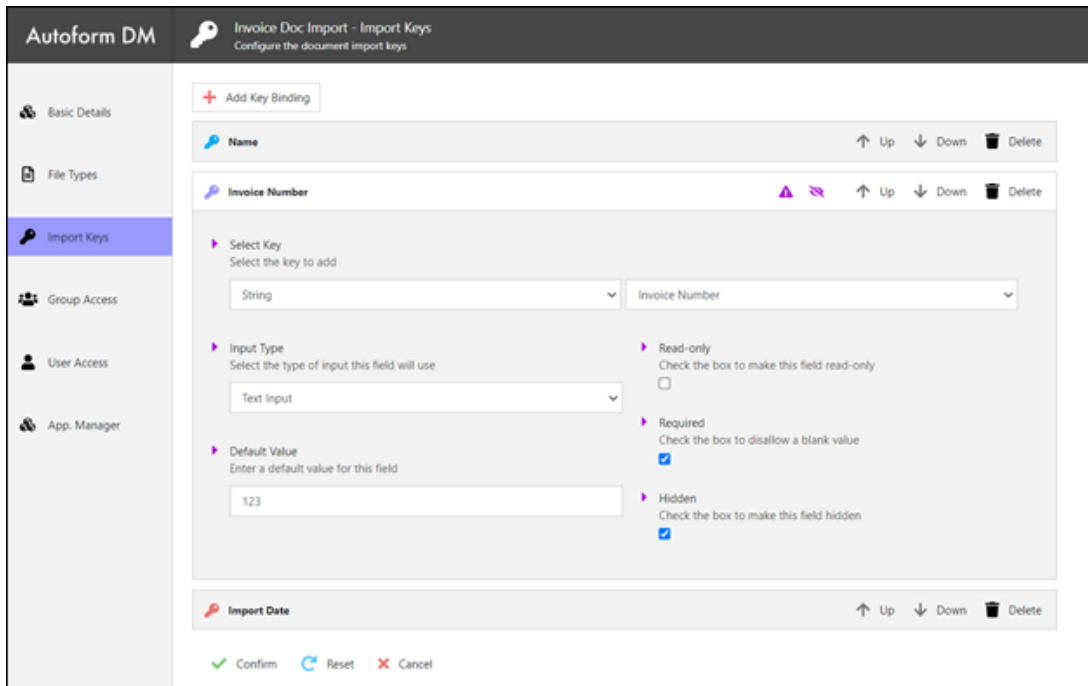 Autoform DM
Invoice Doc Import - Import Keys
Configure the document import keys
Basic Details
File Types
Import Keys
Group Access
User Access
App. Manager
Add Key Binding
Name Up Down Delete
Invoice Number Up Down Delete
Select Key
Select the key to add
String Invoice Number
Input Type
Select the type of input this field will use
Text Input
Default Value
Enter a default value for this field
123
Read-only
Check the box to make this field read-only
Required
Check the box to disallow a blank value
Hidden
Check the box to make this field hidden
Import Date Up Down Delete
Confirm Reset Cancel